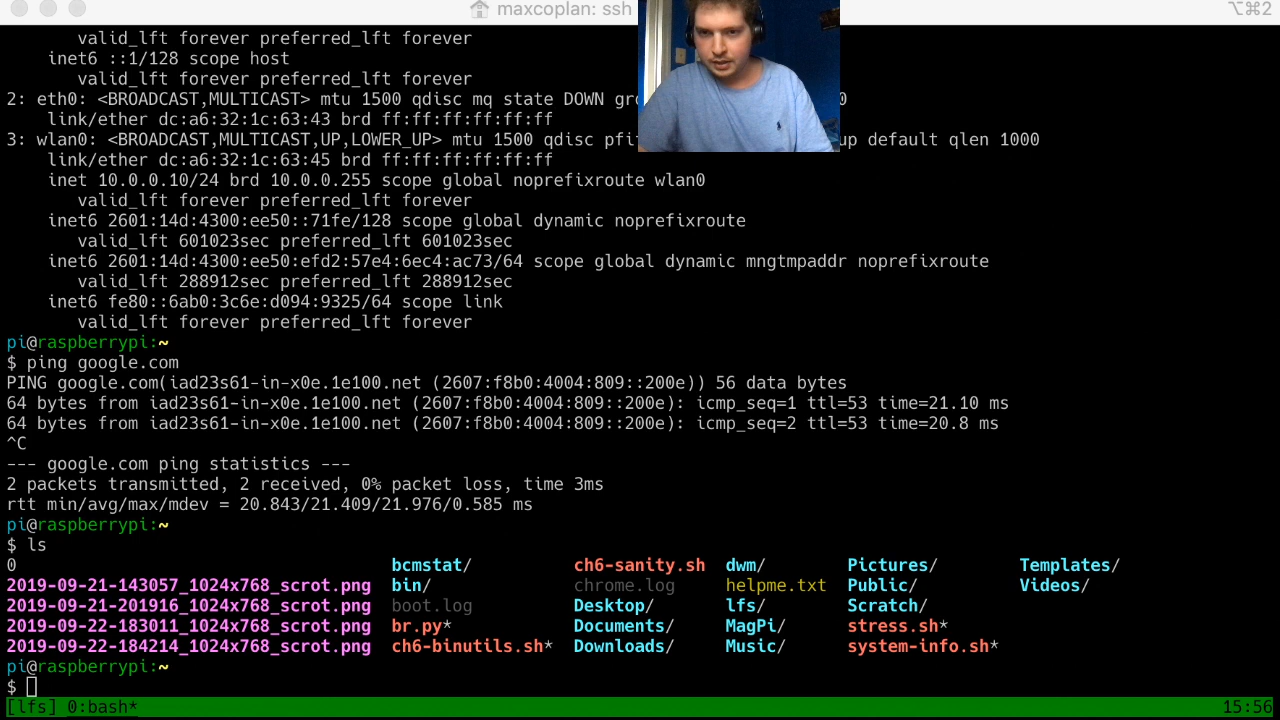 maxcoplan: ssh ⌥⌘2
valid_lft forever preferred_lft forever
inet6 ::1/128 scope host
valid_lft forever preferred_lft forever
2: eth0: <BROADCAST,MULTICAST> mtu 1500 qdisc mq state DOWN gro 0
link/ether dc:a6:32:1c:63:43 brd ff:ff:ff:ff:ff:ff
3: wlan0: <BROADCAST,MULTICAST,UP,LOWER_UP> mtu 1500 qdisc pfi up default qlen 1000
link/ether dc:a6:32:1c:63:45 brd ff:ff:ff:ff:ff:ff
inet 10.0.0.10/24 brd 10.0.0.255 scope global noprefixroute wlan0
valid_lft forever preferred_lft forever
inet6 2601:14d:4300:ee50::71fe/128 scope global dynamic noprefixroute
valid_lft 601023sec preferred_lft 601023sec
inet6 2601:14d:4300:ee50:efd2:57e4:6ec4:ac73/64 scope global dynamic mngtmpaddr noprefixroute
valid_lft 288912sec preferred_lft 288912sec
inet6 fe80::6ab0:3c6e:d094:9325/64 scope link
valid_lft forever preferred_lft forever
pi@raspberrypi:~
$ ping google.com
PING google.com(iad23s61-in-x0e.1e100.net (2607:f8b0:4004:809::200e)) 56 data bytes
64 bytes from iad23s61-in-x0e.1e100.net (2607:f8b0:4004:809::200e): icmp_seq=1 ttl=53 time=21.10 ms
64 bytes from iad23s61-in-x0e.1e100.net (2607:f8b0:4004:809::200e): icmp_seq=2 ttl=53 time=20.8 ms
^C
--- google.com ping statistics ---
2 packets transmitted, 2 received, 0% packet loss, time 3ms
rtt min/avg/max/mdev = 20.843/21.409/21.976/0.585 ms
pi@raspberrypi:~
$ ls
0 bcmstat/ ch6-sanity.sh dwm/ Pictures/ Templates/
2019-09-21-143057_1024x768_scrot.png bin/ chrome.log helpme.txt Public/ Videos/
2019-09-21-201916_1024x768_scrot.png boot.log Desktop/ lfs/ Scratch/
2019-09-22-183011_1024x768_scrot.png br.py* Documents/ MagPi/ stress.sh*
2019-09-22-184214_1024x768_scrot.png ch6-binutils.sh* Downloads/ Music/ system-info.sh*
pi@raspberrypi:~
$
[lfs] 0:bash* 15:56